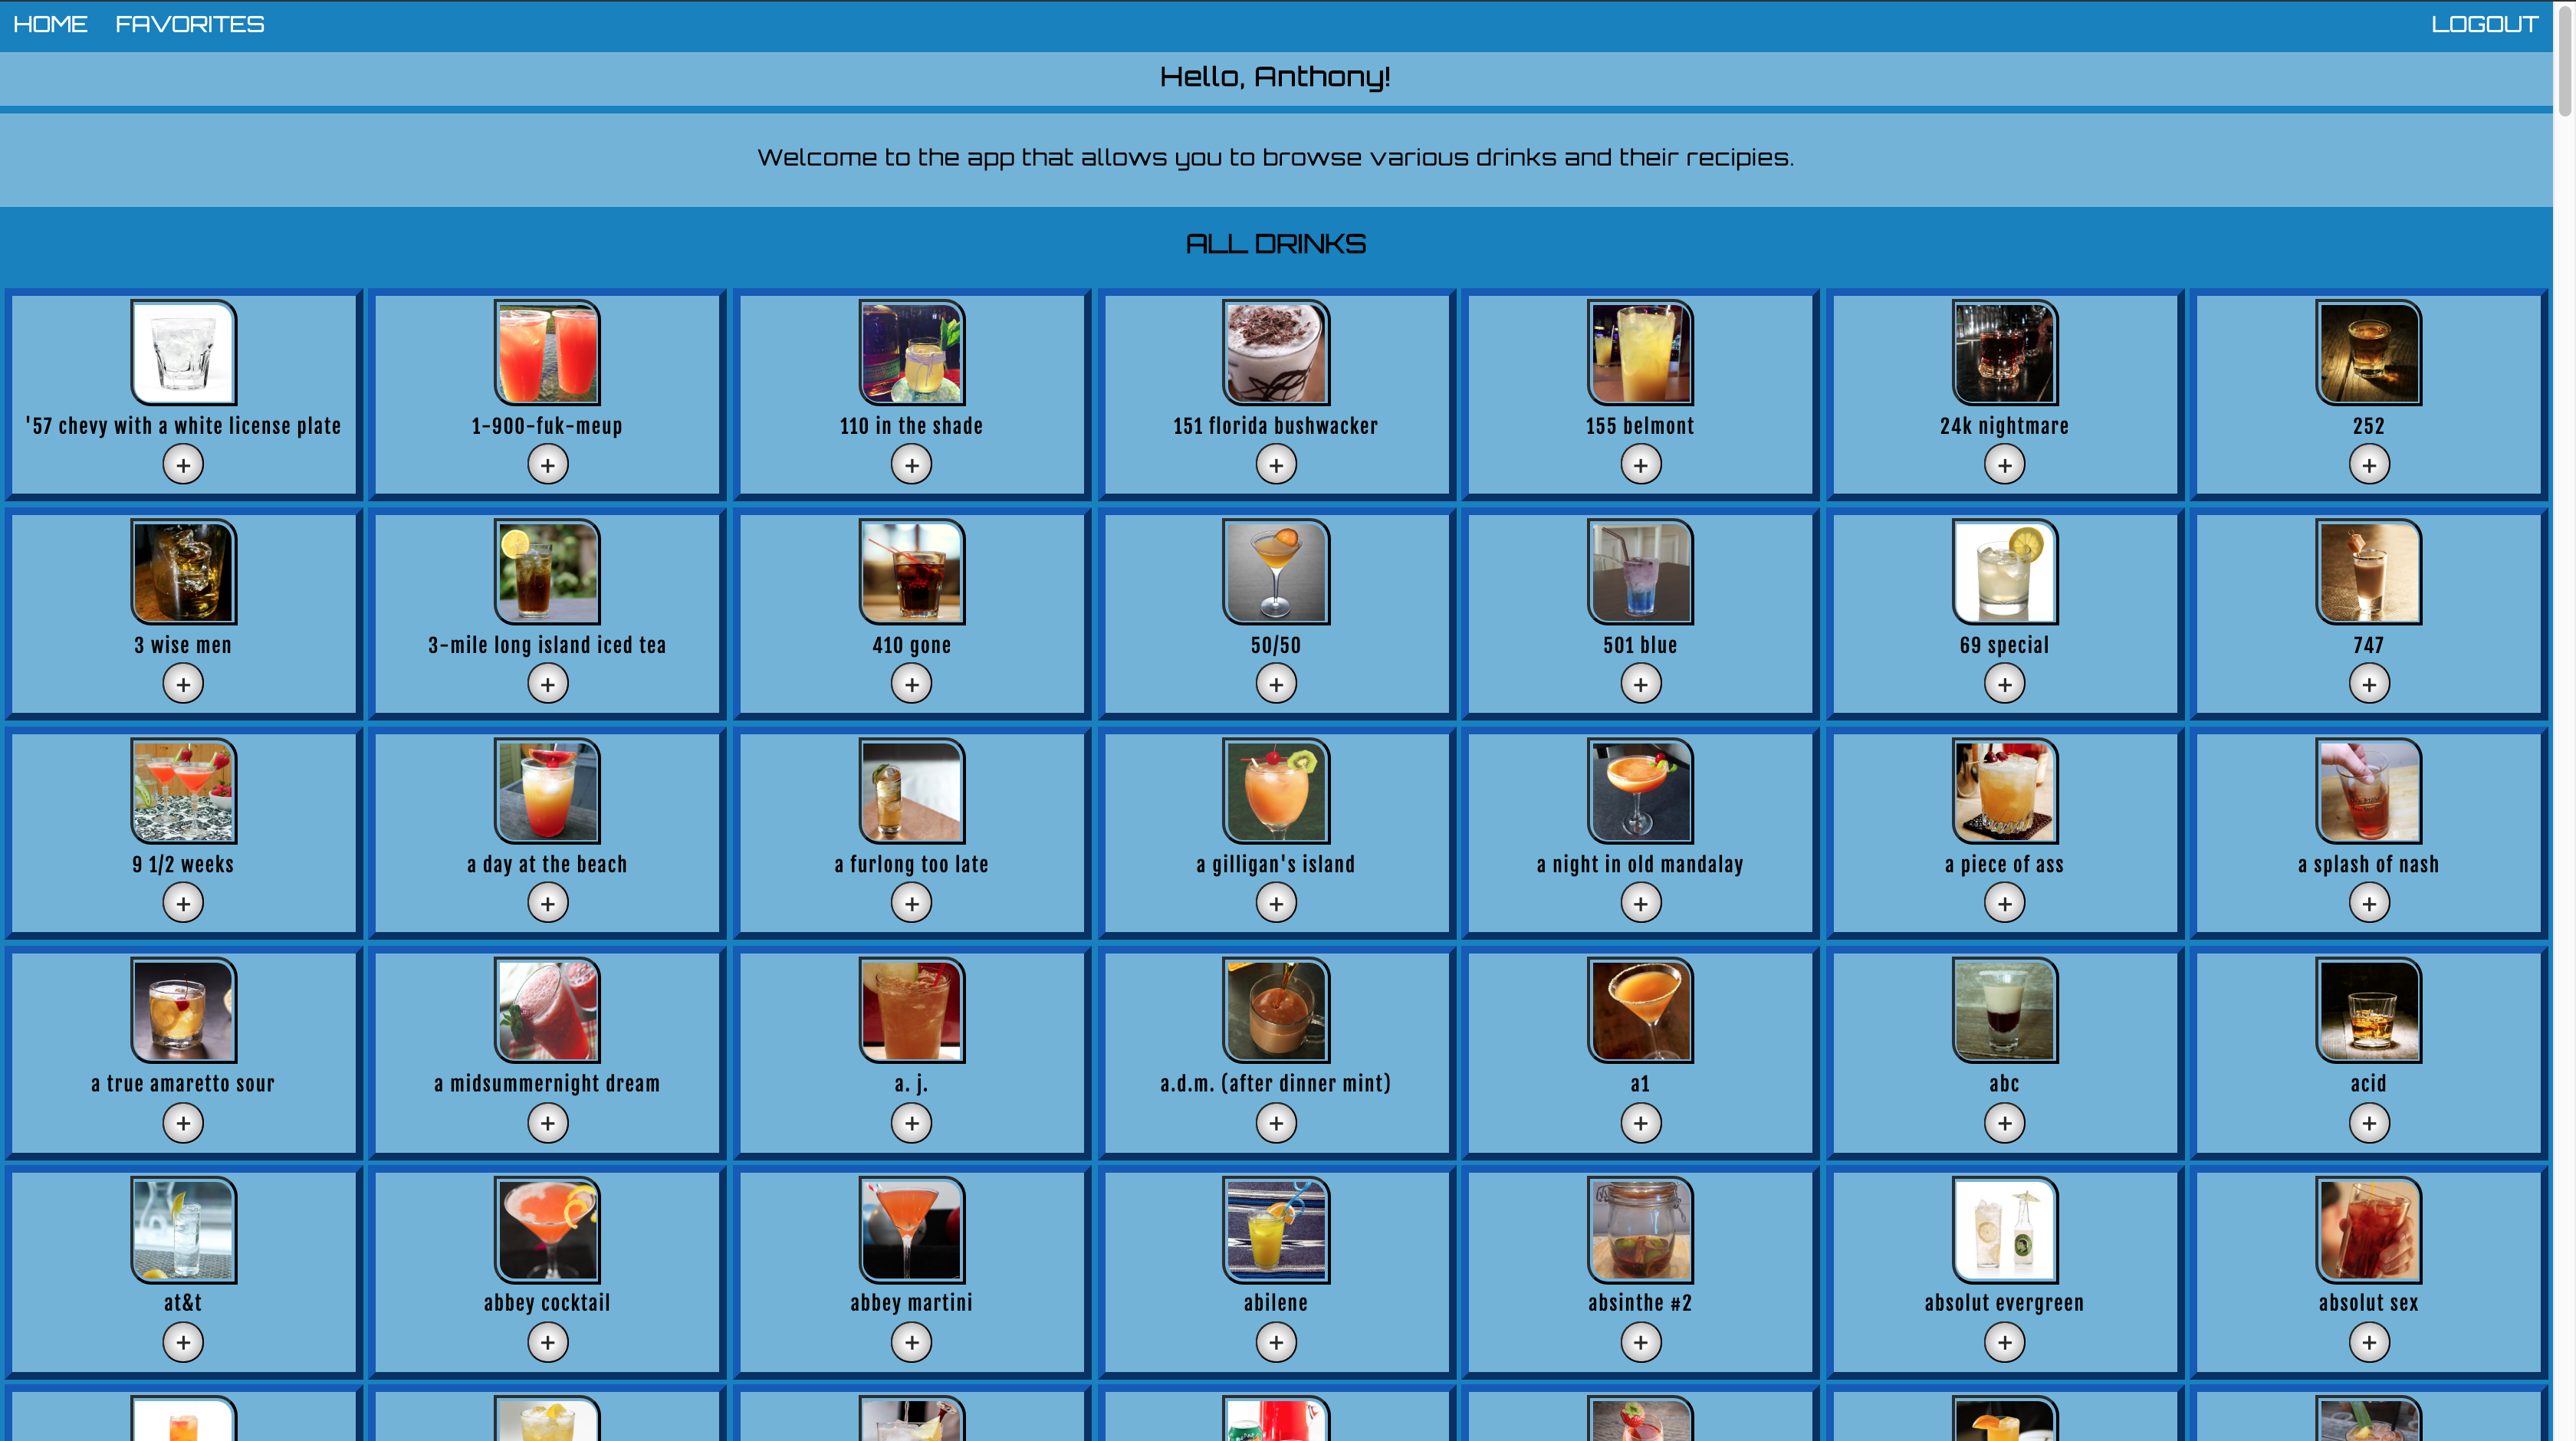 HOME FAVORITES LOGOUT
Hello, Anthony!
Welcome to the app that allows you to browse various drinks and their recipies.
ALL DRINKS
'57 chevy with a white license plate
+
1-900-fuk-meup
+
110 in the shade
+
151 florida bushwacker
+
155 belmont
+
24k nightmare
+
252
+
3 wise men
+
3-mile long island iced tea
+
410 gone
+
50/50
+
501 blue
+
69 special
+
747
+
9 1/2 weeks
+
a day at the beach
+
a furlong too late
+
a gilligan's island
+
a night in old mandalay
+
a piece of ass
+
a splash of nash
+
a true amaretto sour
+
a midsummernight dream
+
a. j.
+
a.d.m. (after dinner mint)
+
a1
+
abc
+
acid
+
at&t
+
abbey cocktail
+
abbey martini
+
abilene
+
absinthe #2
+
absolut evergreen
+
absolut sex
+